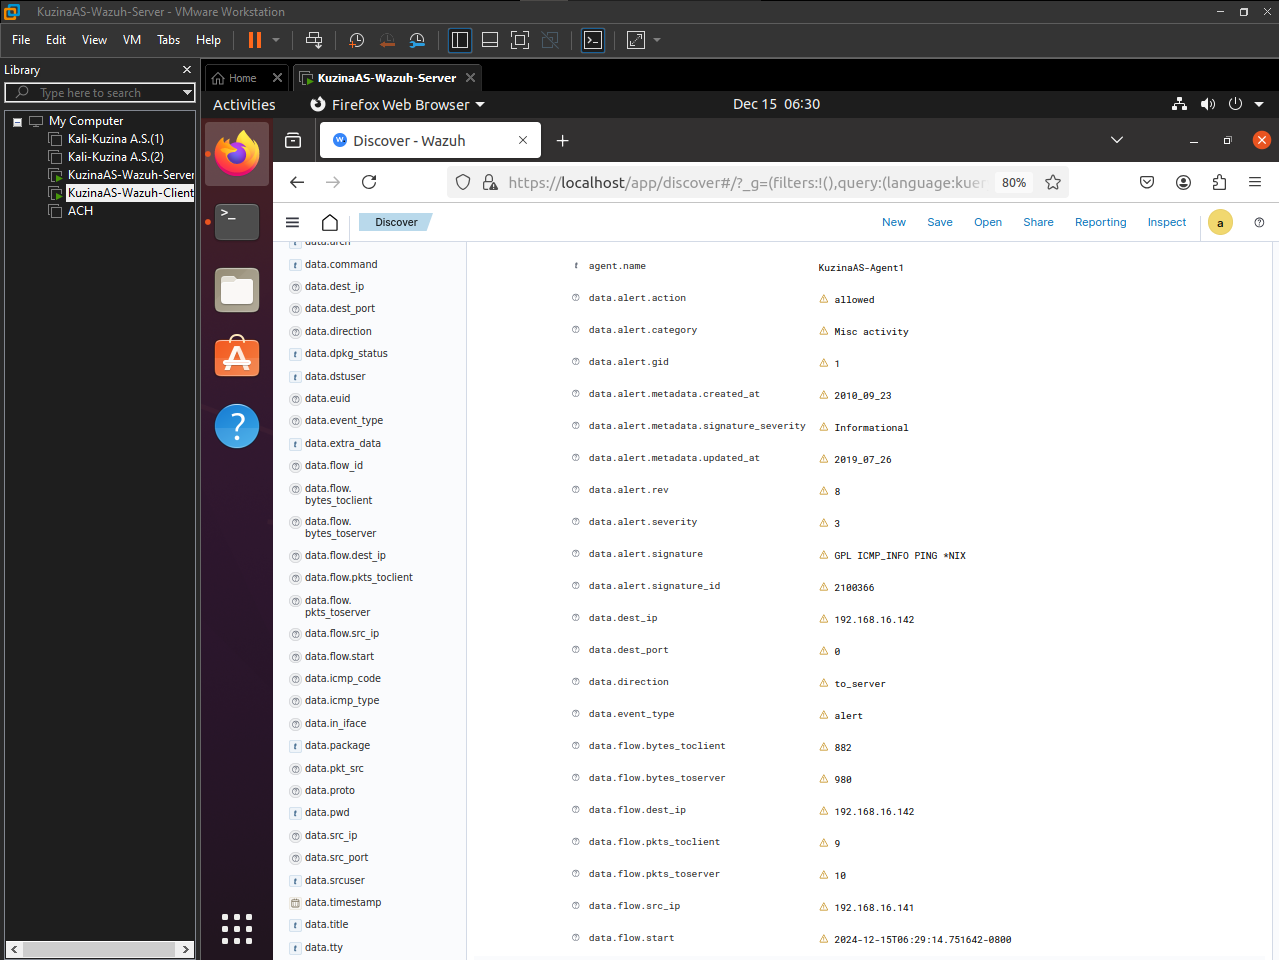 KuzinaAS-Wazuh-Server - VMware Workstation
File Edit View VM Tabs Help
Library
Type here to search
My Computer
Kali-Kuzina A.S.(1)
Kali-Kuzina A.S.(2)
KuzinaAS-Wazuh-Server
KuzinaAS-Wazuh-Client
ACH
Home
KuzinaAS-Wazuh-Server
Activities
Firefox Web Browser
Dec 15 06:30
Discover - Wazuh
https://localhost/app/discover#/?_g=(filters:!(),query:(language:kuer
80%
Discover
New Save Open Share Reporting Inspect
a
data.arch
data.command
data.dest_ip
data.dest_port
data.direction
data.dpkg_status
data.dstuser
data.euid
data.event_type
data.extra_data
data.flow_id
data.flow.
bytes_toclient
data.flow.
bytes_toserver
data.flow.dest_ip
data.flow.pkts_toclient
data.flow.
pkts_toserver
data.flow.src_ip
data.flow.start
data.icmp_code
data.icmp_type
data.in_iface
data.package
data.pkt_src
data.proto
data.pwd
data.src_ip
data.src_port
data.srcuser
data.timestamp
data.title
data.tty
agent.name KuzinaAS-Agent1
data.alert.action allowed
data.alert.category Misc activity
data.alert.gid 1
data.alert.metadata.created_at 2010_09_23
data.alert.metadata.signature_severity Informational
data.alert.metadata.updated_at 2019_07_26
data.alert.rev 8
data.alert.severity 3
data.alert.signature GPL ICMP_INFO PING *NIX
data.alert.signature_id 2100366
data.dest_ip 192.168.16.142
data.dest_port 0
data.direction to_server
data.event_type alert
data.flow.bytes_toclient 882
data.flow.bytes_toserver 980
data.flow.dest_ip 192.168.16.142
data.flow.pkts_toclient 9
data.flow.pkts_toserver 10
data.flow.src_ip 192.168.16.141
data.flow.start 2024-12-15T06:29:14.751642-0800